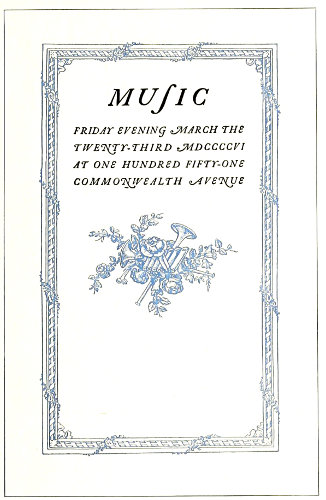 MUſIC
FRIDAY EVENING MARCH THE
TWENTY-THIRD MDCCCCVI
AT ONE HUNDRED FIFTY-ONE
COMMONWEALTH AVENUE